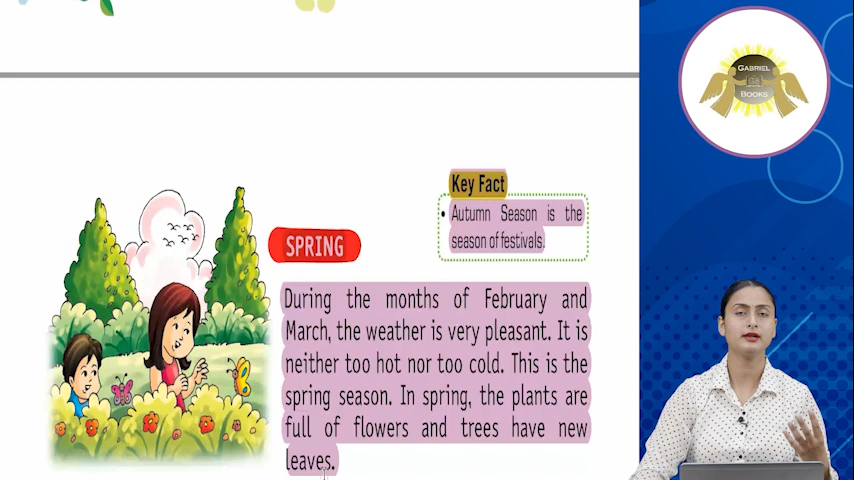 GABRIEL
BOOKS
Key Fact
• Autumn Season is the
season of festivals.
SPRING
During the months of February and
March, the weather is very pleasant. It is
neither too hot nor too cold. This is the
spring season. In spring, the plants are
full of flowers and trees have new
leaves.